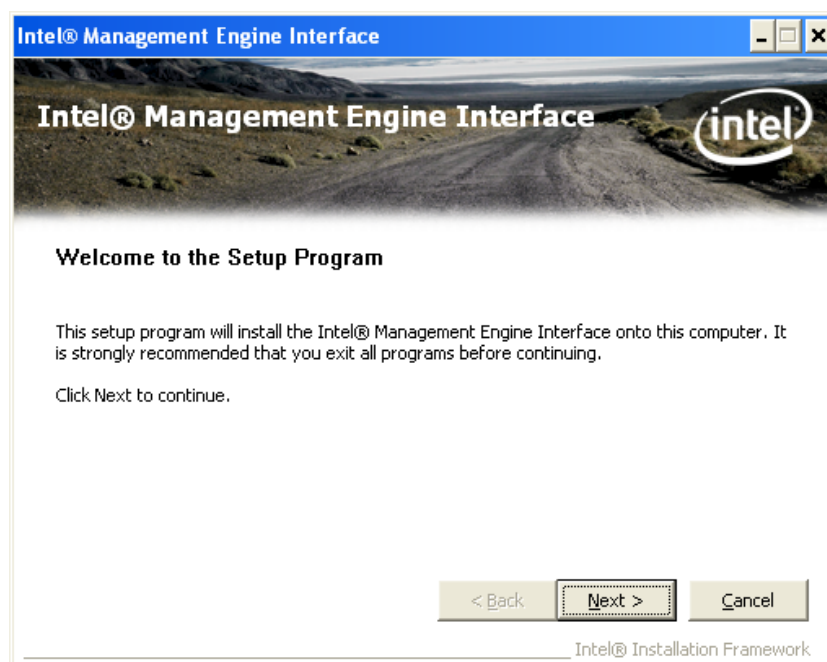 Intel® Management Engine Interface
Intel® Management Engine Interface
intel
Welcome to the Setup Program
This setup program will install the Intel® Management Engine Interface onto this computer. It
is strongly recommended that you exit all programs before continuing.
Click Next to continue.
< Back
Next >
Cancel
Intel® Installation Framework